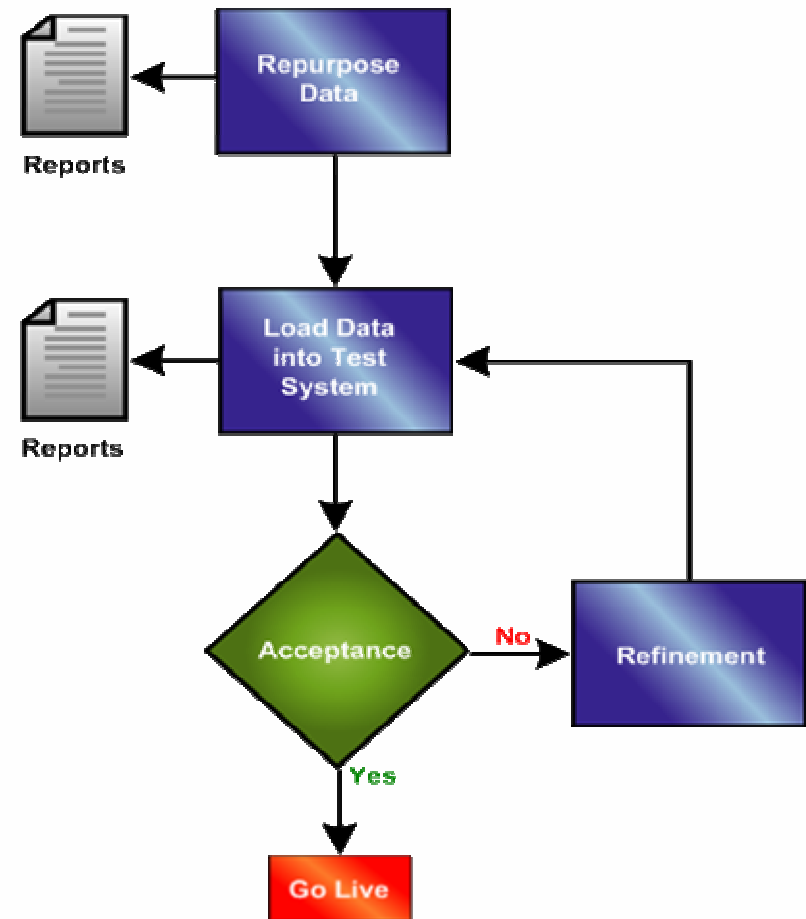 Repurpose
Data
Reports
Load Data
into Test
System
Reports
Acceptance
No
Refinement
Yes
Go Live